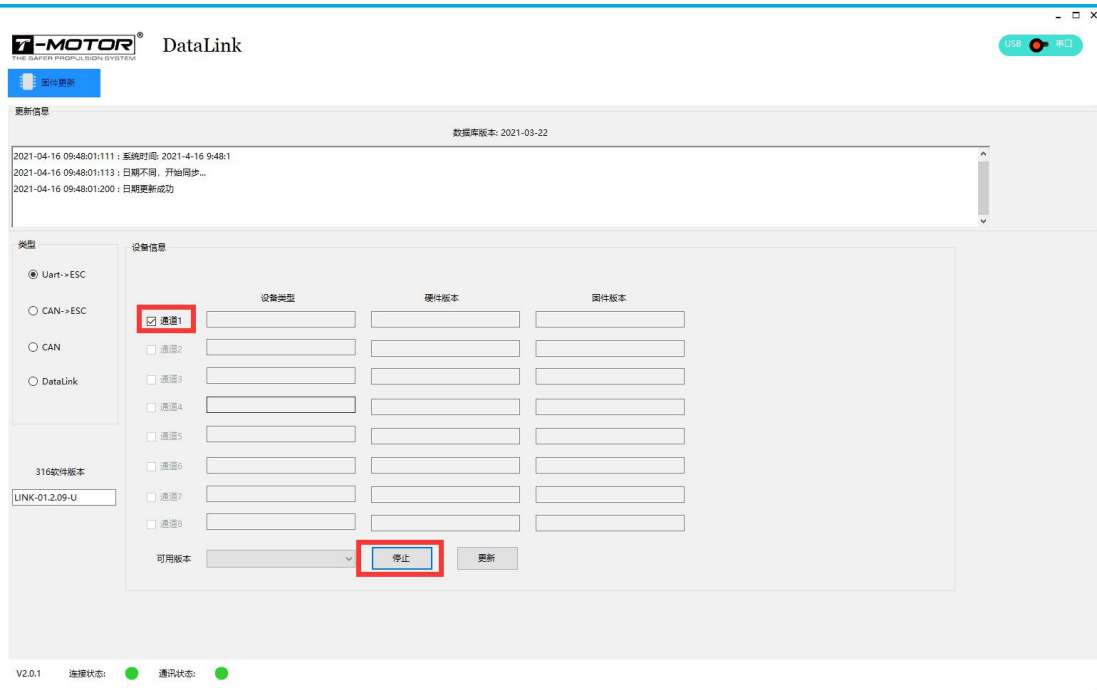 T-MOTOR®
THE SAFER PROPULSION SYSTEM
DataLink
USB 串口
固件更新
更新信息
数据库版本: 2021-03-22
2021-04-16 09:48:01:111 : 系统时间: 2021-4-16 9:48:1
2021-04-16 09:48:01:113 : 日期不同，开始同步...
2021-04-16 09:48:01:200 : 日期更新成功
类型
Uart->ESC
CAN->ESC
CAN
DataLink
316软件版本
LINK-01.2.09-U
设备信息
设备类型 硬件版本 固件版本
通道1
通道2
通道3
通道4
通道5
通道6
通道7
通道8
可用版本 停止 更新
V2.0.1 连接状态: 通讯状态: